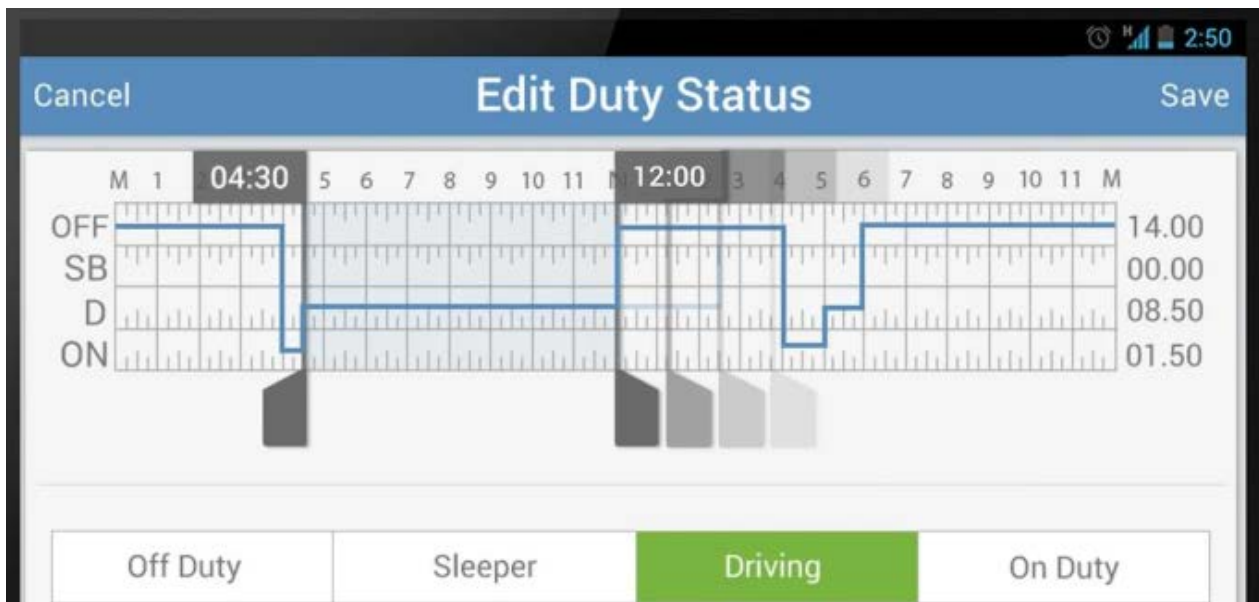 H 2:50
Cancel Edit Duty Status Save
M 1 2 04:30 5 6 7 8 9 10 11 N 12:00 3 4 5 6 7 8 9 10 11 M
OFF 14.00
SB 00.00
D 08.50
ON 01.50
Off Duty Sleeper Driving On Duty